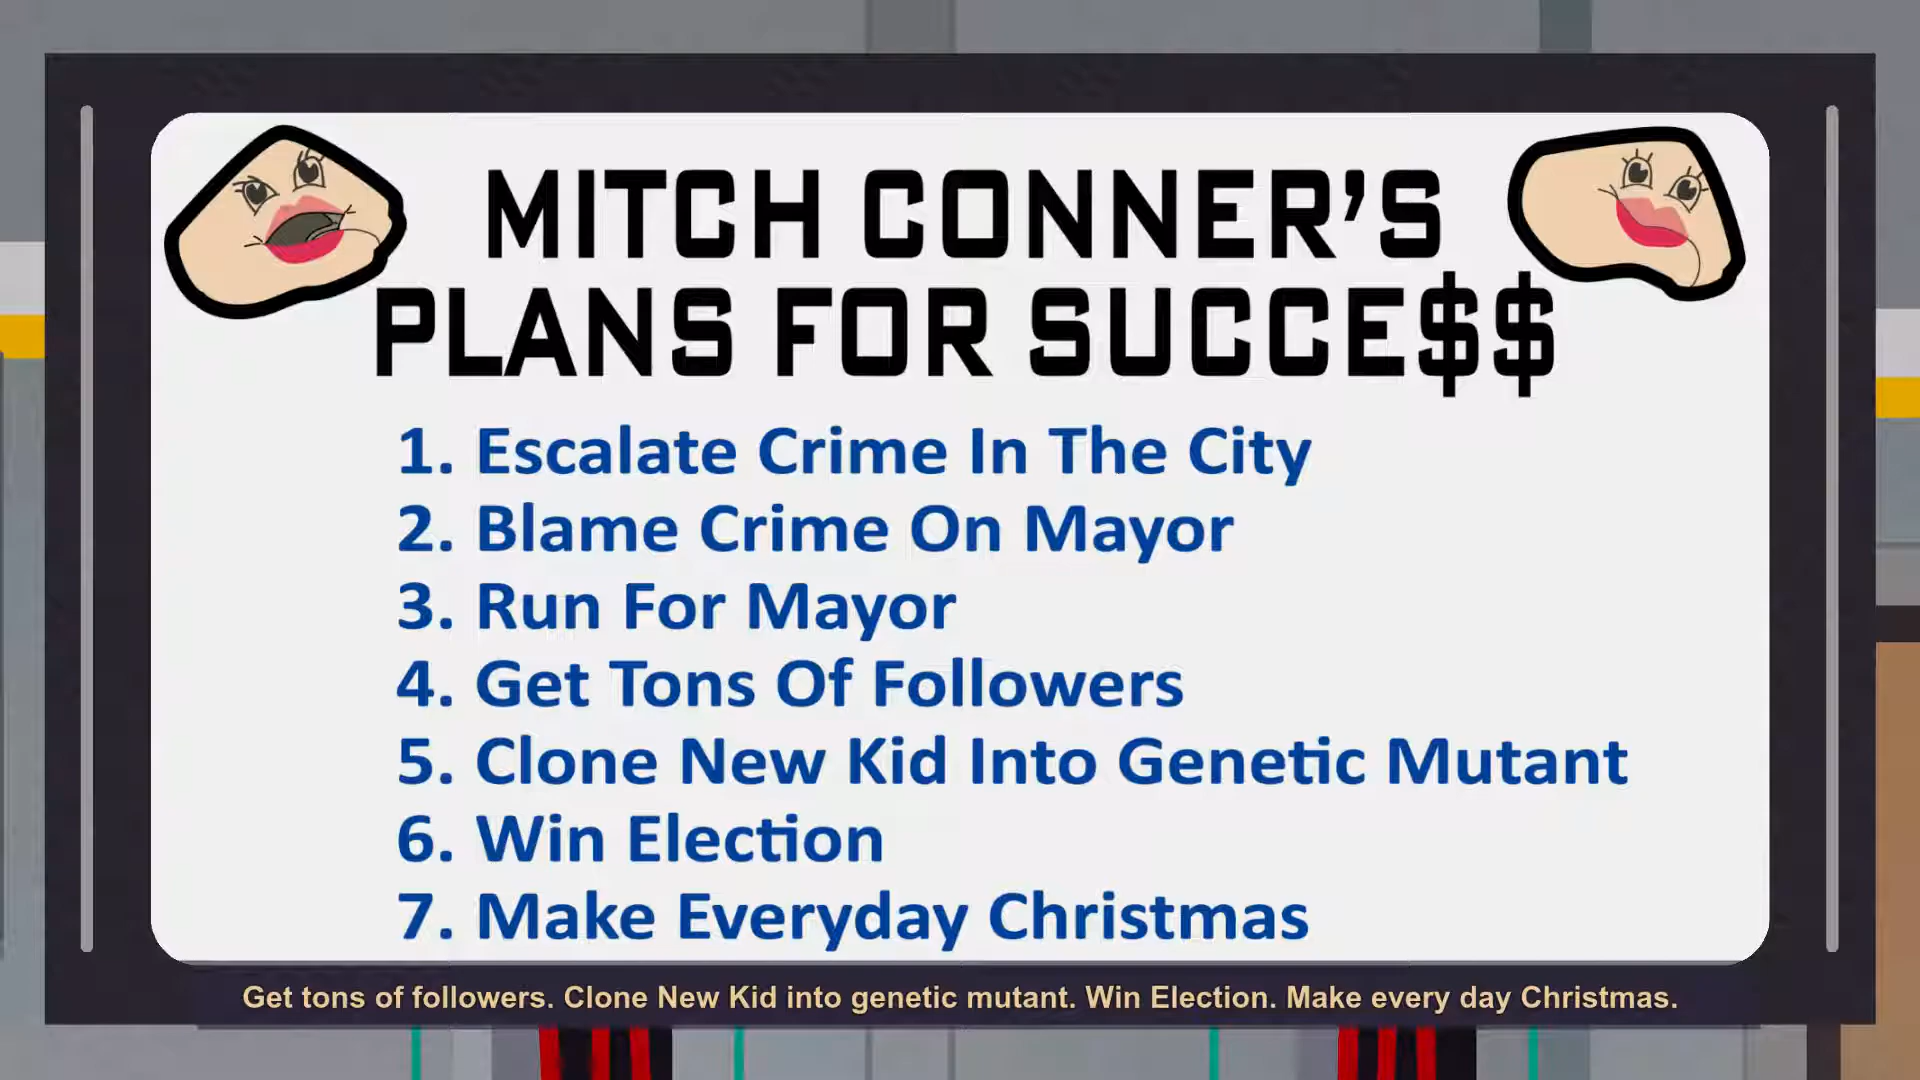 MITCH CONNER'S
PLANS FOR SUCCE$$
1. Escalate Crime In The City
2. Blame Crime On Mayor
3. Run For Mayor
4. Get Tons Of Followers
5. Clone New Kid Into Genetic Mutant
6. Win Election
7. Make Everyday Christmas
Get tons of followers. Clone New Kid into genetic mutant. Win Election. Make every day Christmas.